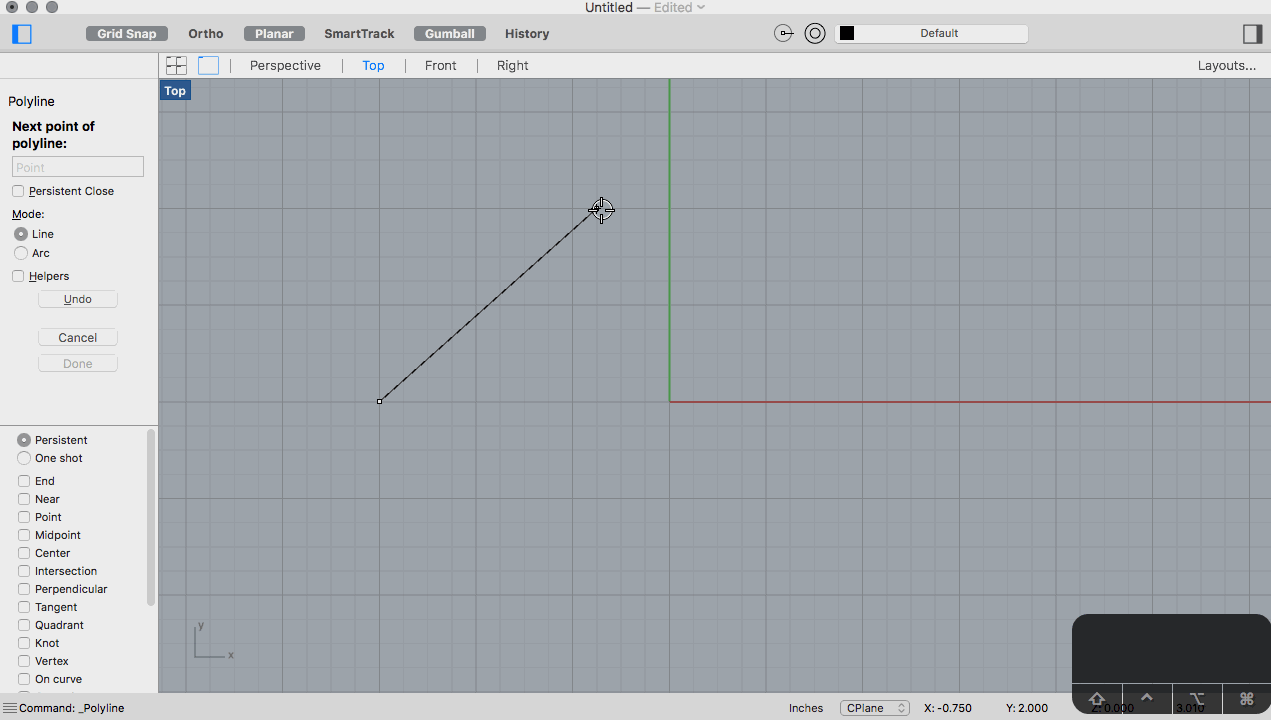 Untitled — Edited
Grid Snap Ortho Planar SmartTrack Gumball History Default
Perspective Top Front Right Layouts...
Top
Polyline
Next point of
polyline:
Point
Persistent Close
Mode:
Line
Arc
Helpers
Undo
Cancel
Done
Persistent
One shot
End
Near
Point
Midpoint
Center
Intersection
Perpendicular
Tangent
Quadrant
Knot
Vertex
On curve
y
x
Command: _Polyline Inches CPlane X: -0.750 Y: 2.000 Z: 0.000 3.010